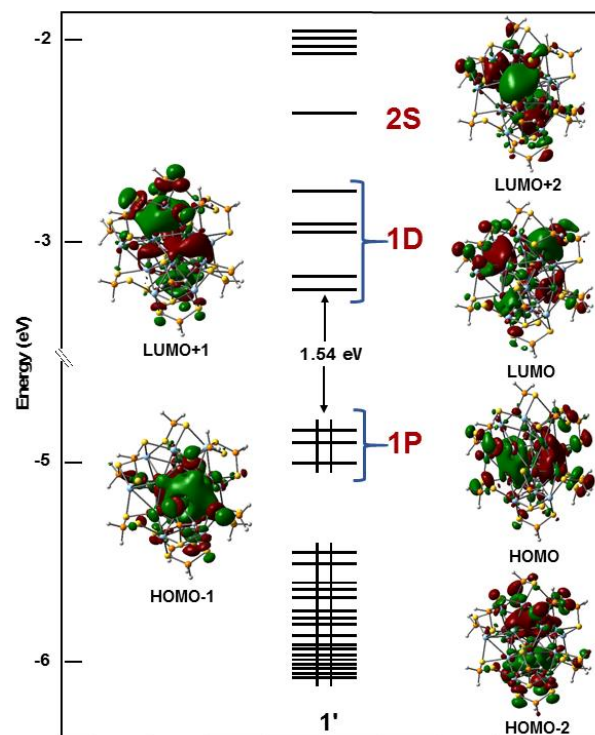 -2
2S
LUMO+2
1D
-3
LUMO+1
LUMO
1.54 eV
Energy (eV)
1P
-5
HOMO
HOMO-1
-6
1'
HOMO-2